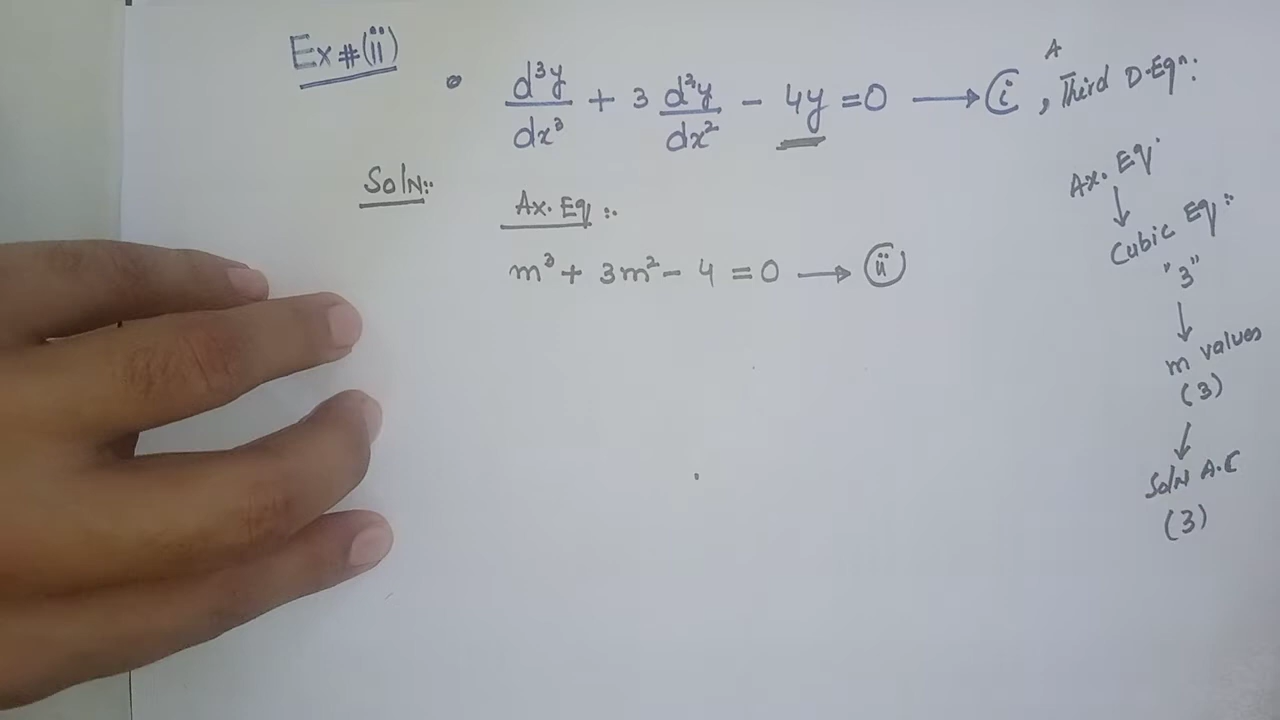 Ex#(ii)
d³y/dx³ + 3 d²y/dx² - 4y = 0 → (i) , A Third D.Eqn:
Soln:
Ax. Eq :.
m³ + 3m² - 4 = 0 → (ii)
Ax. Eq.
↓
Cubic Eq:
"3"
↓
m values
(3)
↓
Soln A.C
(3)